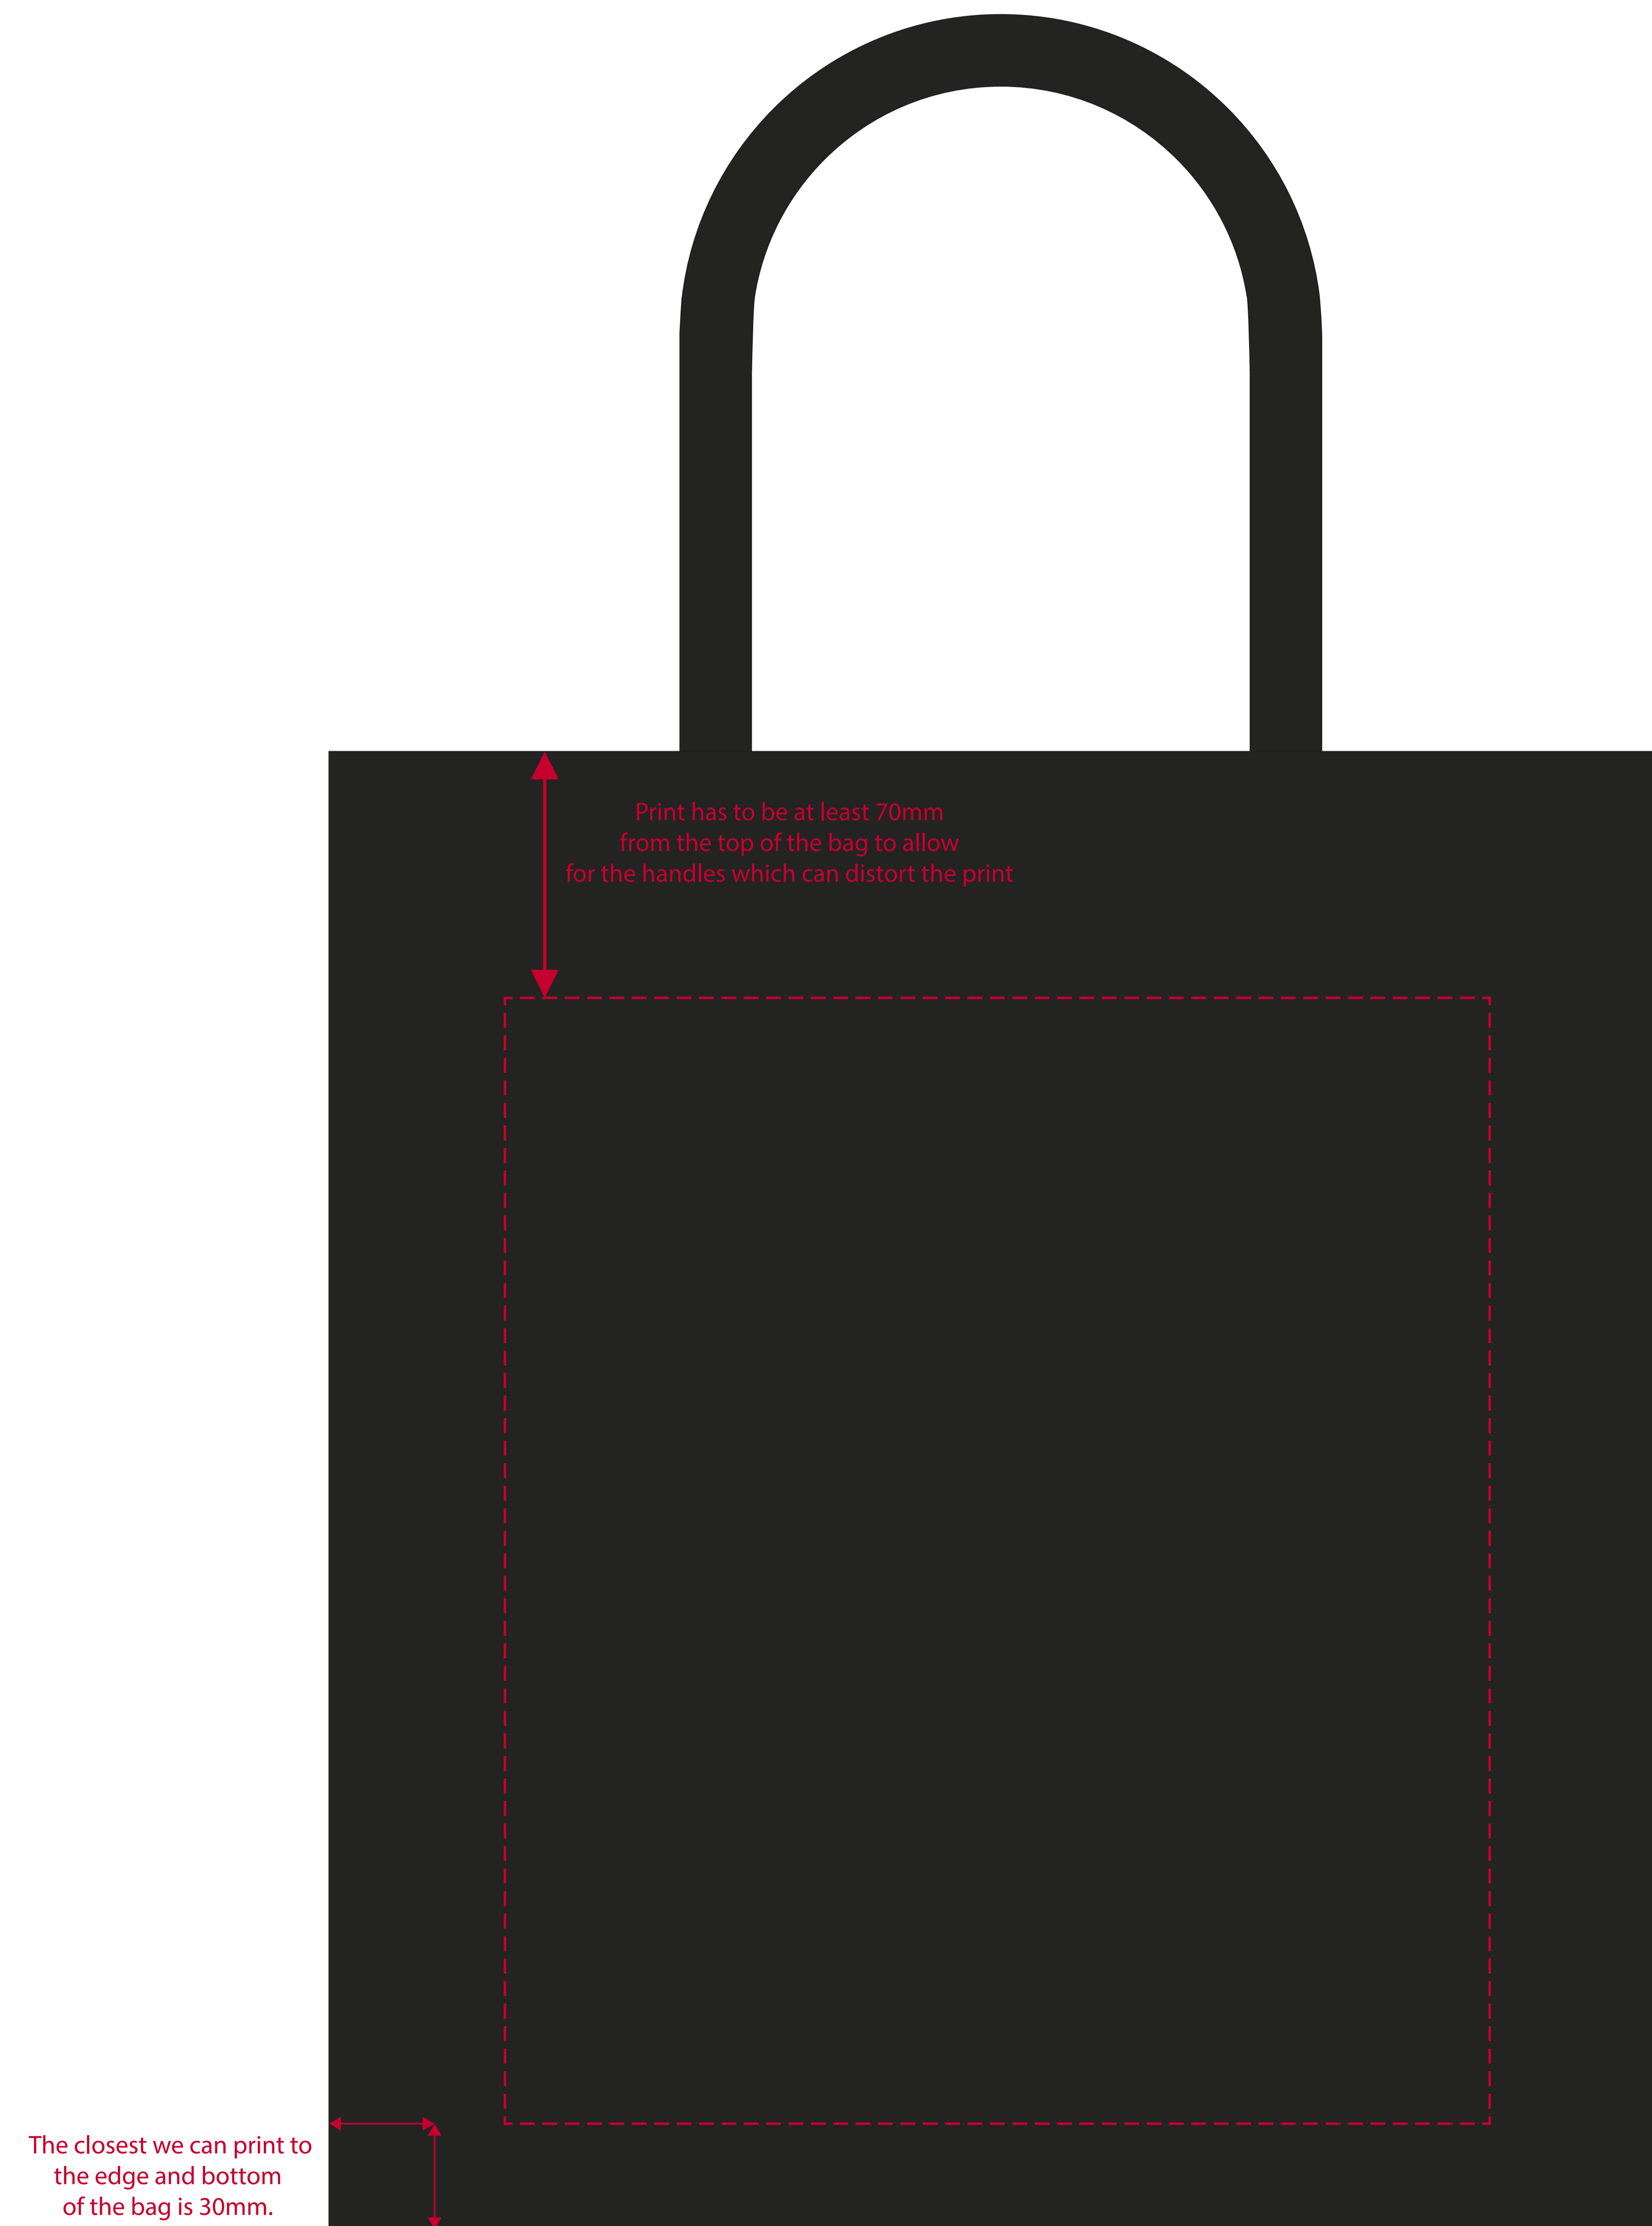 Print has to be at least 70mm
from the top of the bag to allow
for the handles which can distort the print
The closest we can print to
the edge and bottom
of the bag is 30mm.